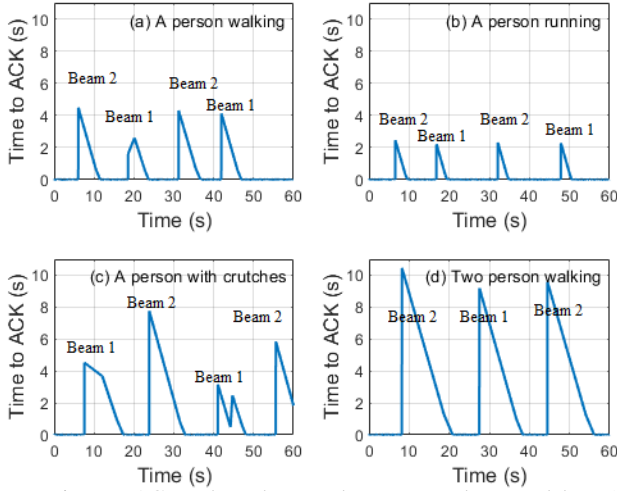 (a) A person walking
Time to ACK (s)
10
8
6
4
2
0
Beam 2
Beam 1
Beam 2
Beam 1
0 10 20 30 40 50 60
Time (s)
(b) A person running
Time to ACK (s)
10
8
6
4
2
0
Beam 2
Beam 1
Beam 2
Beam 1
0 10 20 30 40 50 60
Time (s)
(c) A person with crutches
Time to ACK (s)
10
8
6
4
2
0
Beam 1
Beam 2
Beam 1
Beam 2
0 10 20 30 40 50 60
Time (s)
(d) Two person walking
Time to ACK (s)
10
8
6
4
2
0
Beam 2
Beam 1
Beam 2
0 10 20 30 40 50 60
Time (s)